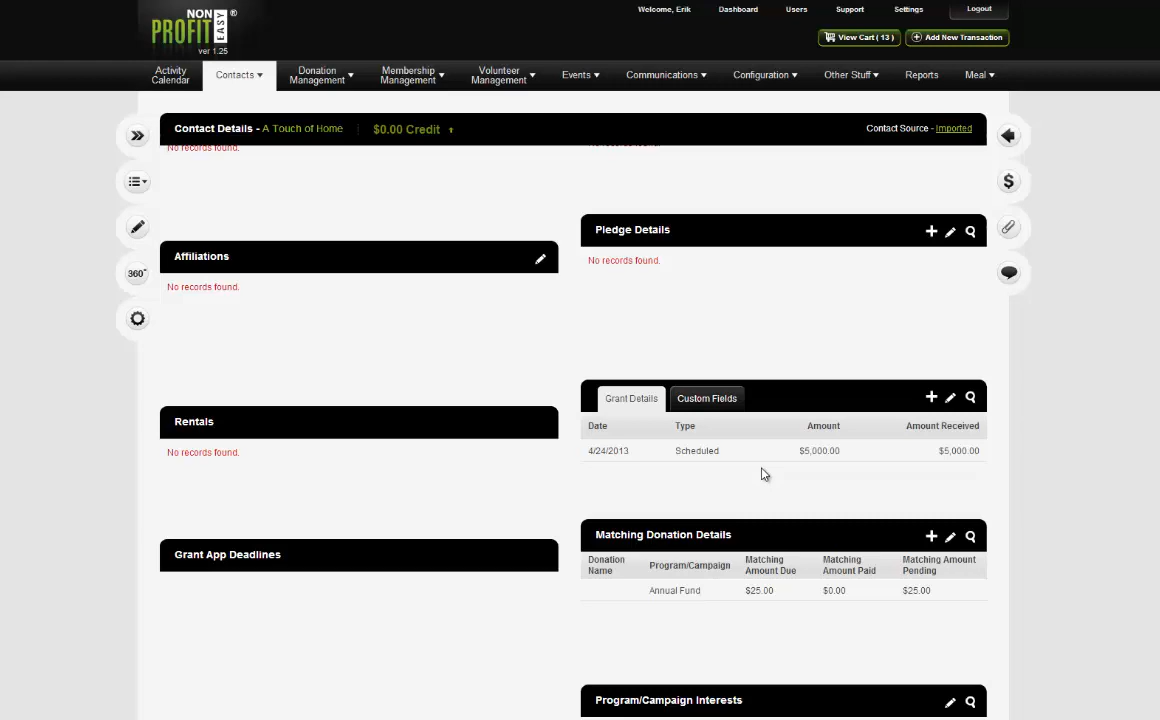 NON
PROFIT EASY ®
ver 1.25
Welcome, Erik Dashboard Users Support Settings Logout
View Cart ( 13 ) Add New Transaction
Activity Calendar Contacts Donation Management Membership Management Volunteer Management Events Communications Configuration Other Stuff Reports Meal
Contact Details - A Touch of Home $0.00 Credit Contact Source - Imported
No records found.
360°
$
Affiliations
No records found.
Rentals
No records found.
Grant App Deadlines
Pledge Details
No records found.
Grant Details Custom Fields
Date Type Amount Amount Received
4/24/2013 Scheduled $5,000.00 $5,000.00
Matching Donation Details
Donation Name Program/Campaign Matching Amount Due Matching Amount Paid Matching Amount Pending
Annual Fund $25.00 $0.00 $25.00
Program/Campaign Interests